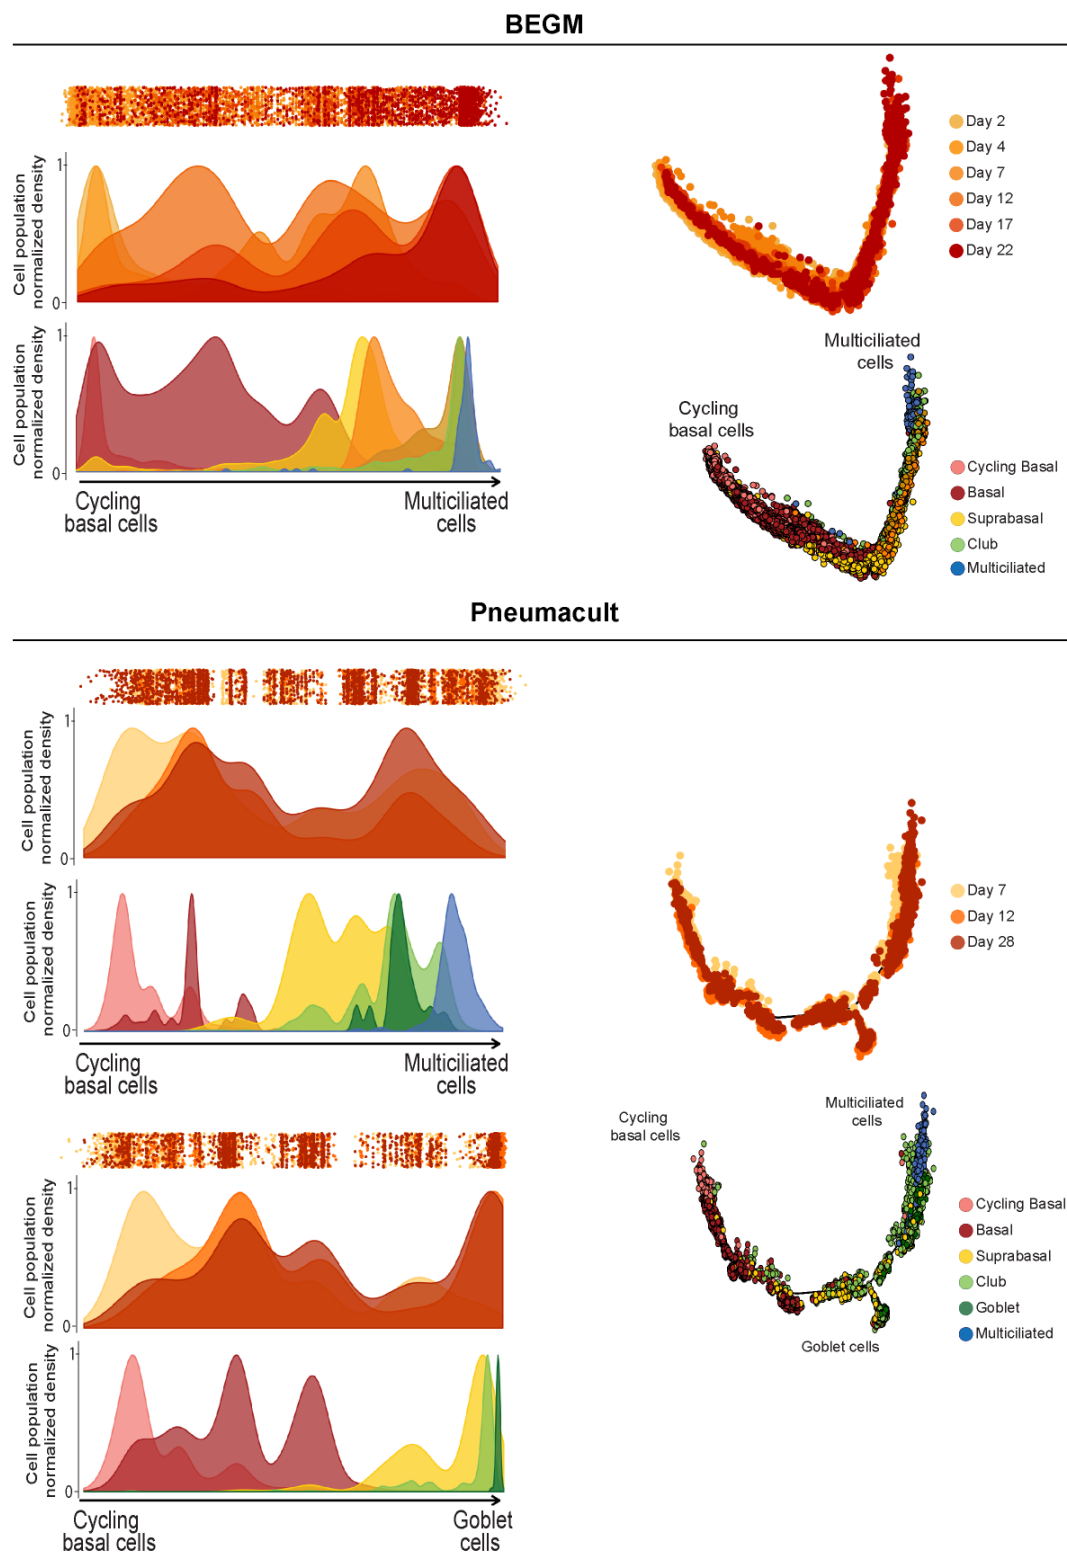 BEGM
Cell population
normalized density
1
0
Day 2
Day 4
Day 7
Day 12
Day 17
Day 22
Cell population
normalized density
1
0
Cycling
basal cells
Multiciliated
cells
Multiciliated
cells
Cycling
basal cells
Cycling Basal
Basal
Suprabasal
Club
Multiciliated
Pneumacult
Cell population
normalized density
1
0
Cell population
normalized density
1
0
Cycling
basal cells
Multiciliated
cells
Day 7
Day 12
Day 28
Cell population
normalized density
1
0
Cell population
normalized density
1
0
Cycling
basal cells
Goblet
cells
Cycling
basal cells
Multiciliated
cells
Goblet cells
Cycling Basal
Basal
Suprabasal
Club
Goblet
Multiciliated